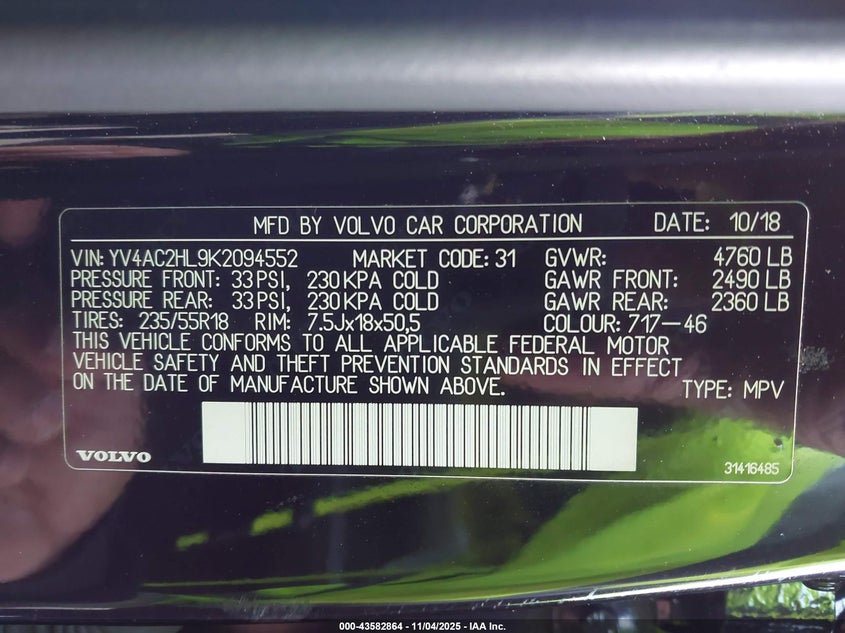 MFD BY VOLVO CAR CORPORATION DATE: 10/18
VIN: YV4AC2HL9K2094552 MARKET CODE: 31 GVWR: 4760 LB
PRESSURE FRONT: 33 PSI, 230 KPA COLD GAWR FRONT: 2490 LB
PRESSURE REAR: 33 PSI, 230 KPA COLD GAWR REAR: 2360 LB
TIRES: 235/55R18 RIM: 7.5Jx18x50,5 COLOUR: 717-46
THIS VEHICLE CONFORMS TO ALL APPLICABLE FEDERAL MOTOR
VEHICLE SAFETY AND THEFT PREVENTION STANDARDS IN EFFECT
ON THE DATE OF MANUFACTURE SHOWN ABOVE. TYPE: MPV
VOLVO
31416485
000-43582864 - 11/04/2025 - IAA Inc.